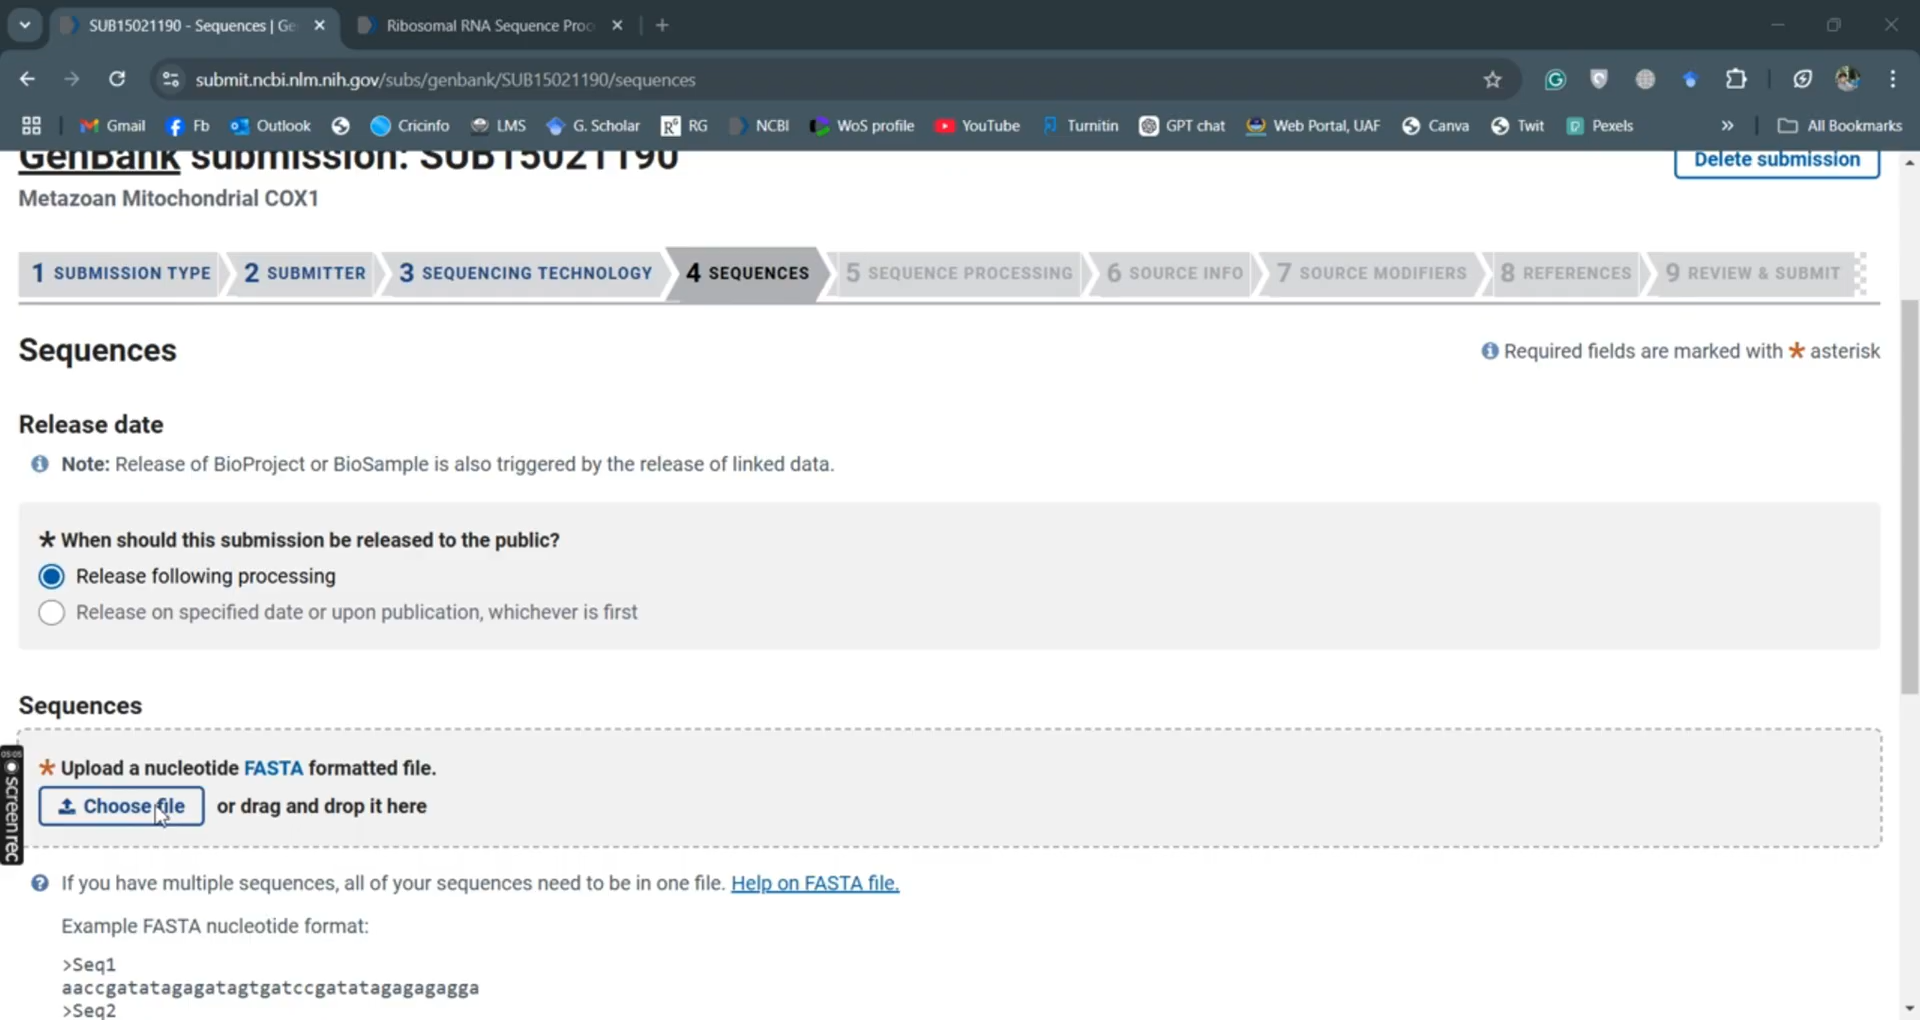 SUB15021190 - Sequences | Ge
Ribosomal RNA Sequence Proc
submit.ncbi.nlm.nih.gov/subs/genbank/SUB15021190/sequences
Gmail Fb Outlook Cricinfo LMS G. Scholar RG NCBI WoS profile YouTube Turnitin GPT chat Web Portal, UAF Canva Twit Pexels » All Bookmarks
GenBank submission: SUB15021190
Delete submission
Metazoan Mitochondrial COX1
1 SUBMISSION TYPE 2 SUBMITTER 3 SEQUENCING TECHNOLOGY 4 SEQUENCES 5 SEQUENCE PROCESSING 6 SOURCE INFO 7 SOURCE MODIFIERS 8 REFERENCES 9 REVIEW & SUBMIT
Sequences
Required fields are marked with * asterisk
Release date
Note: Release of BioProject or BioSample is also triggered by the release of linked data.
* When should this submission be released to the public?
Release following processing
Release on specified date or upon publication, whichever is first
Sequences
* Upload a nucleotide FASTA formatted file.
Choose file or drag and drop it here
05:05
screenrec
If you have multiple sequences, all of your sequences need to be in one file. Help on FASTA file.
Example FASTA nucleotide format:
>Seq1
aaccgatatagagatagtgatccgatatagagagagga
>Seq2